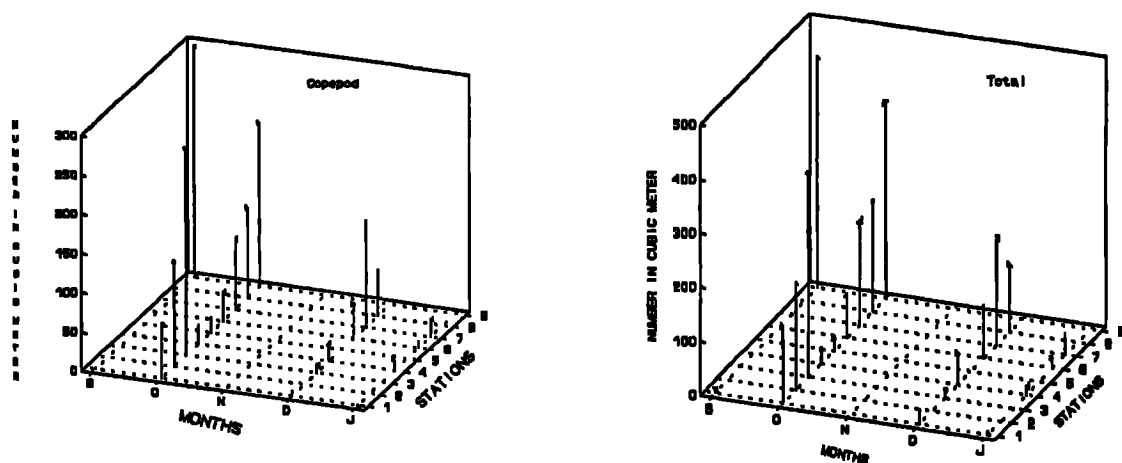 Copepod
300
250
200
150
100
50
0
S O N D J
MONTHS
1 2 3 4 5 6 7 8
STATIONS
Total
NUMBER IN CUBIC METER
500
400
300
200
100
0
S O N D J
MONTHS
1 2 3 4 5 6 7 8
STATIONS